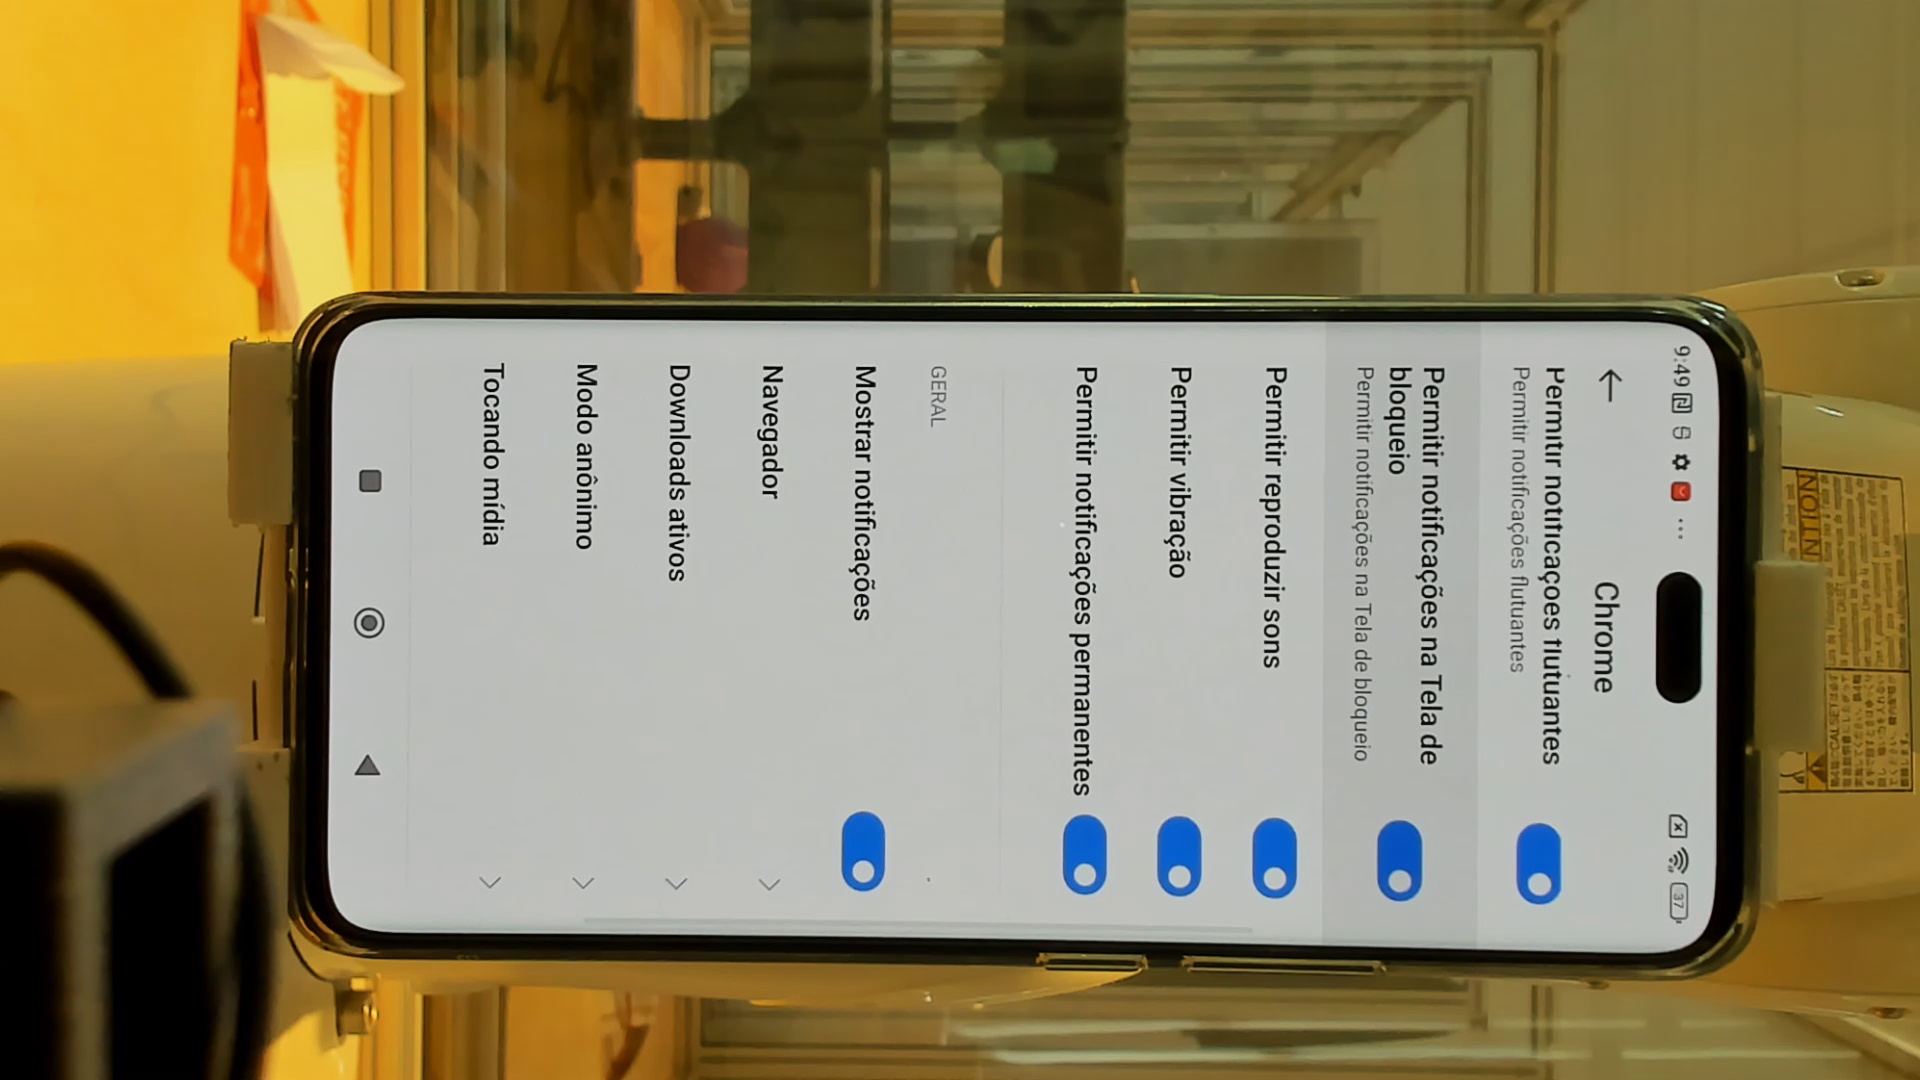 9:49
37
Chrome
Permitir notificações flutuantes
Permitir notificações flutuantes
Permitir notificações na Tela de
bloqueio
Permitir notificações na Tela de bloqueio
Permitir reproduzir sons
Permitir vibração
Permitir notificações permanentes
GERAL
Mostrar notificações
Navegador
Downloads ativos
Modo anônimo
Tocando mídia